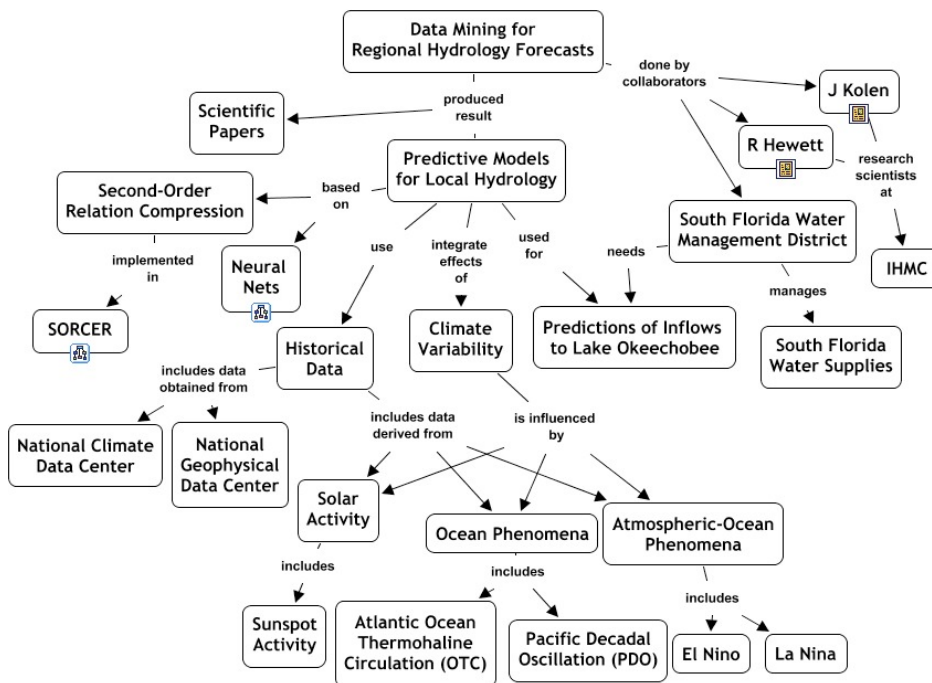 Data Mining for
Regional Hydrology Forecasts
done by
collaborators
J Kolen
produced
result
Scientific
Papers
R Hewett
research
scientists
at
Predictive Models
for Local Hydrology
Second-Order
Relation Compression
based
on
South Florida Water
Management District
use
integrate
effects
of
used
for
needs
IHMC
implemented
in
Neural
Nets
manages
SORCER
Historical
Data
Climate
Variability
Predictions of Inflows
to Lake Okeechobee
South Florida
Water Supplies
includes data
obtained from
includes data
derived from
is influenced
by
National Climate
Data Center
National
Geophysical
Data Center
Solar
Activity
Ocean Phenomena
Atmospheric-Ocean
Phenomena
includes
includes
includes
Sunspot
Activity
Atlantic Ocean
Thermohaline
Circulation (OTC)
Pacific Decadal
Oscillation (PDO)
El Nino
La Nina